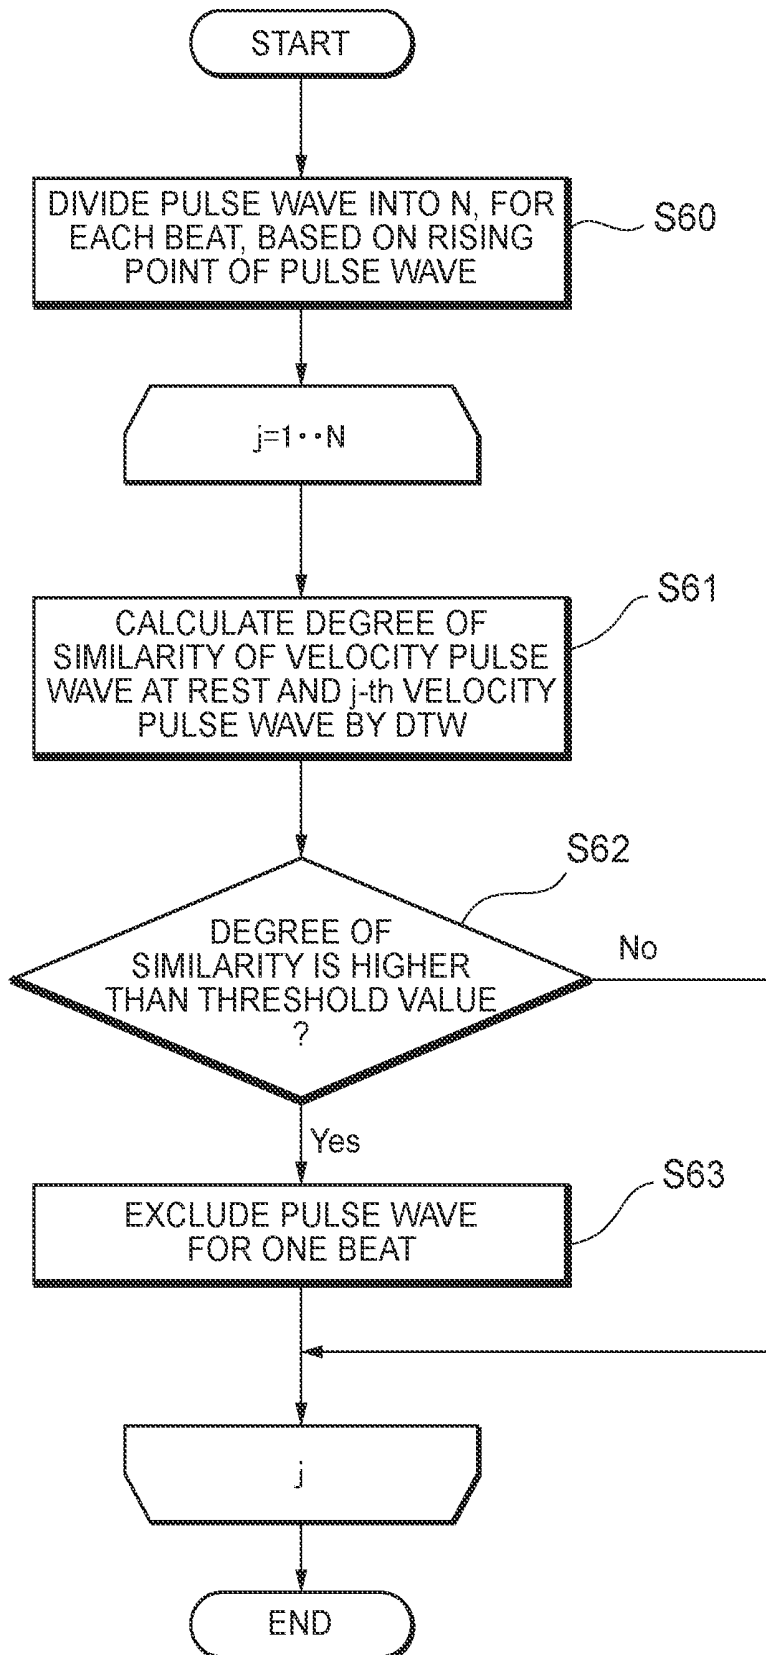 START
DIVIDE PULSE WAVE INTO N, FOR
EACH BEAT, BASED ON RISING
POINT OF PULSE WAVE
S60
j=1··N
S61
CALCULATE DEGREE OF
SIMILARITY OF VELOCITY PULSE
WAVE AT REST AND j-th VELOCITY
PULSE WAVE BY DTW
S62
DEGREE OF
SIMILARITY IS HIGHER
THAN THRESHOLD VALUE
?
No
Yes
S63
EXCLUDE PULSE WAVE
FOR ONE BEAT
j
END